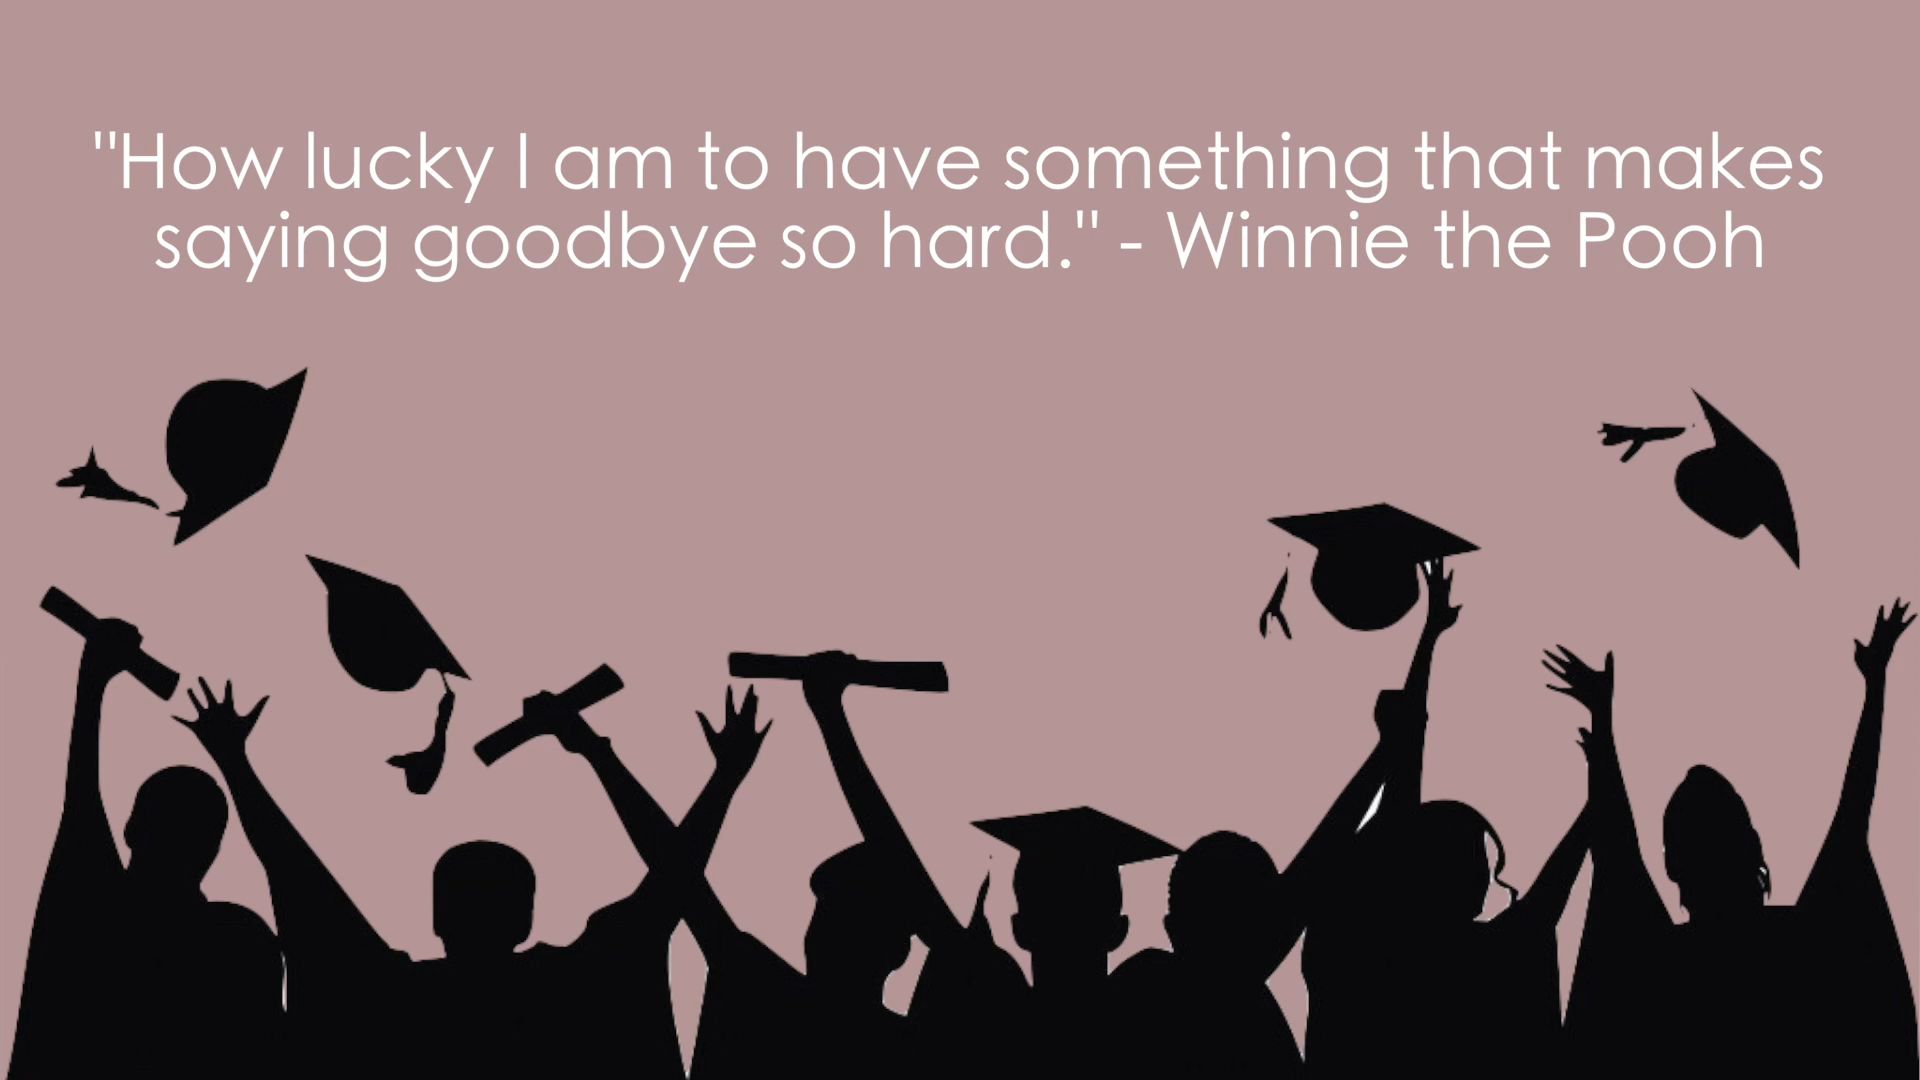 "How lucky I am to have something that makes
saying goodbye so hard." - Winnie the Pooh